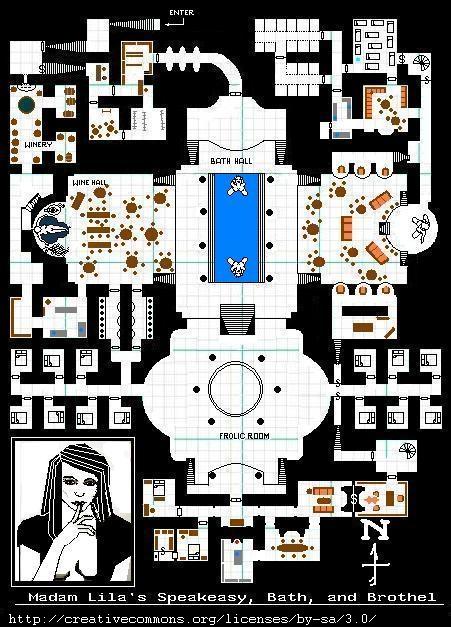 ENTER
BATH HALL
WINERY
WINE HALL
S
S
S
S
FROLIC ROOM
S
N
Madam Lila's Speakeasy, Bath, and Brothel
http://creativecommons.org/licenses/by-sa/3.0/